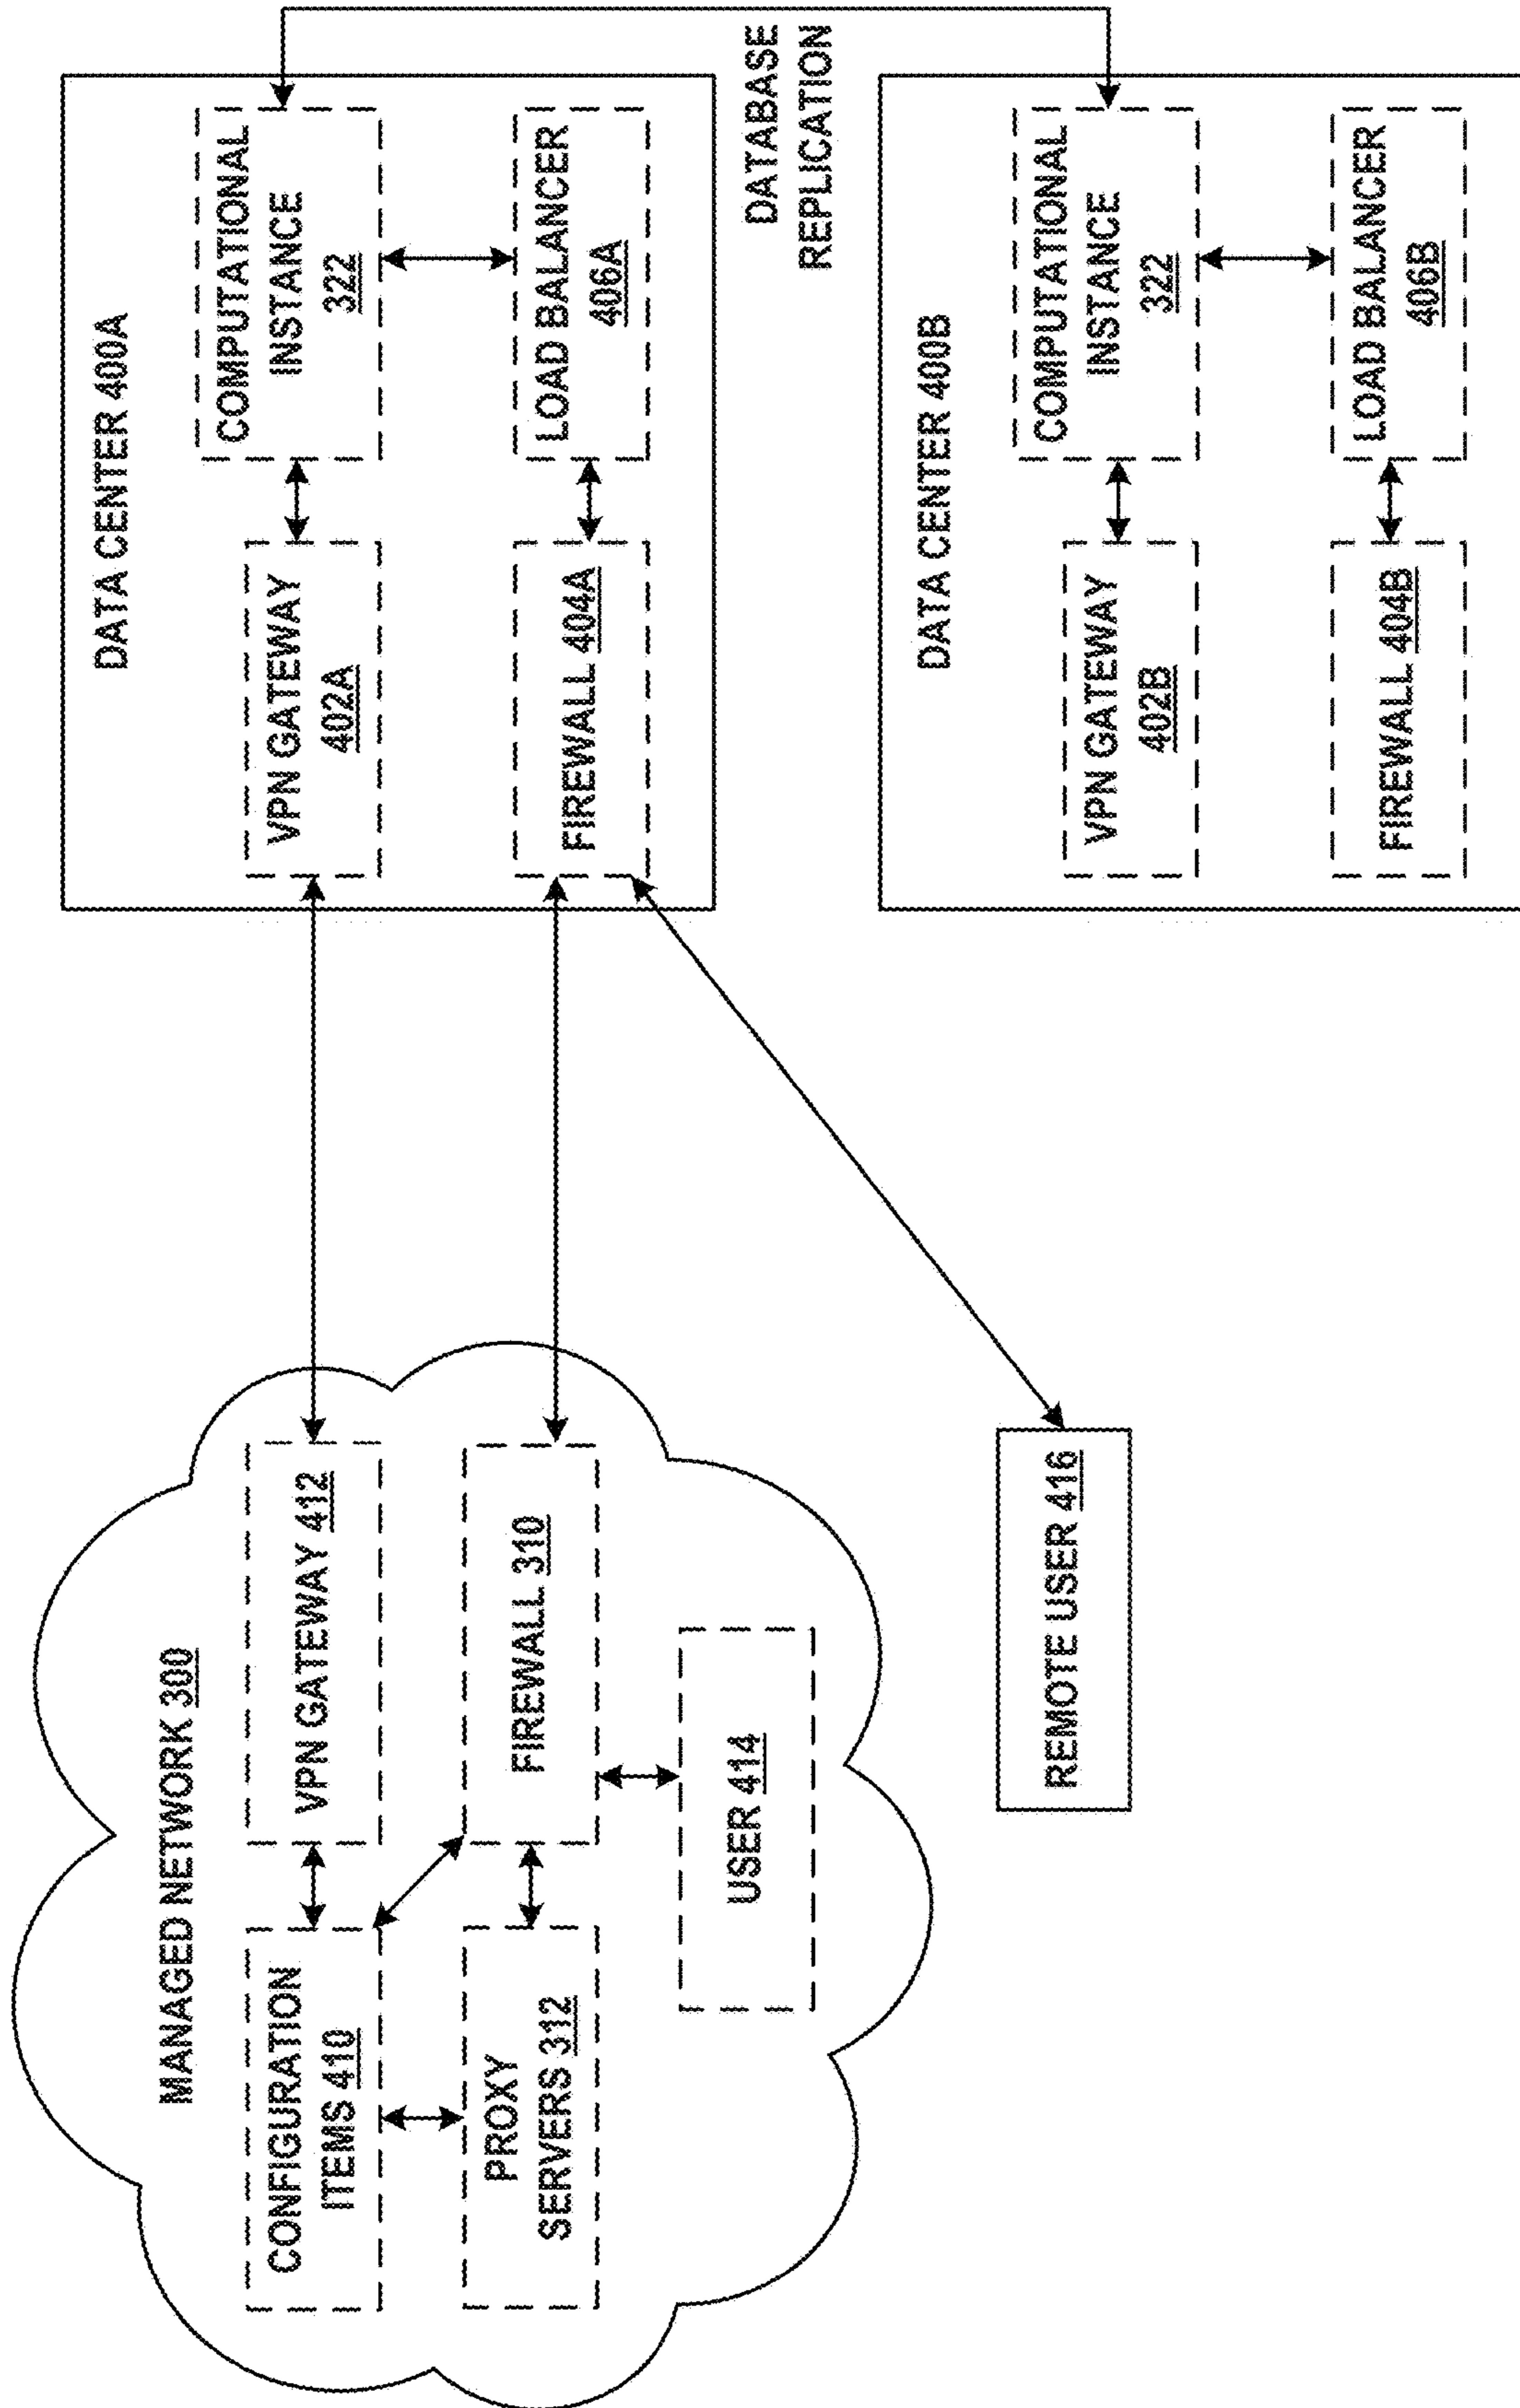 MANAGED NETWORK 300
CONFIGURATION
ITEMS 410
VPN GATEWAY 412
PROXY
SERVERS 312
FIREWALL 310
USER 414
REMOTE USER 416
DATA CENTER 400A
VPN GATEWAY
402A
COMPUTATIONAL
INSTANCE
322
FIREWALL 404A
LOAD BALANCER
406A
DATABASE
REPLICATION
DATA CENTER 400B
VPN GATEWAY
402B
COMPUTATIONAL
INSTANCE
322
FIREWALL 404B
LOAD BALANCER
406B